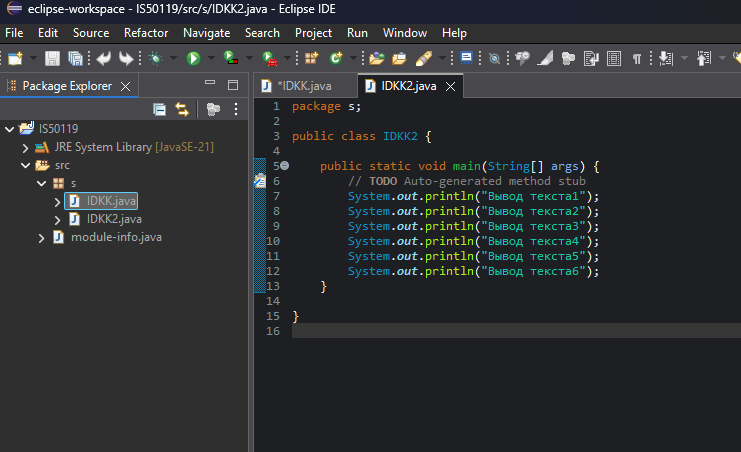 eclipse-workspace - IS50119/src/s/IDKK2.java - Eclipse IDE
File Edit Source Refactor Navigate Search Project Run Window Help
Package Explorer
IS50119
JRE System Library [JavaSE-21]
src
s
IDKK.java
IDKK2.java
module-info.java
*IDKK.java IDKK2.java
1 package s;
2
3 public class IDKK2 {
4
5 public static void main(String[] args) {
6 // TODO Auto-generated method stub
7 System.out.println("Вывод текста1");
8 System.out.println("Вывод текста2");
9 System.out.println("Вывод текста3");
10 System.out.println("Вывод текста4");
11 System.out.println("Вывод текста5");
12 System.out.println("Вывод текста6");
13 }
14
15 }
16